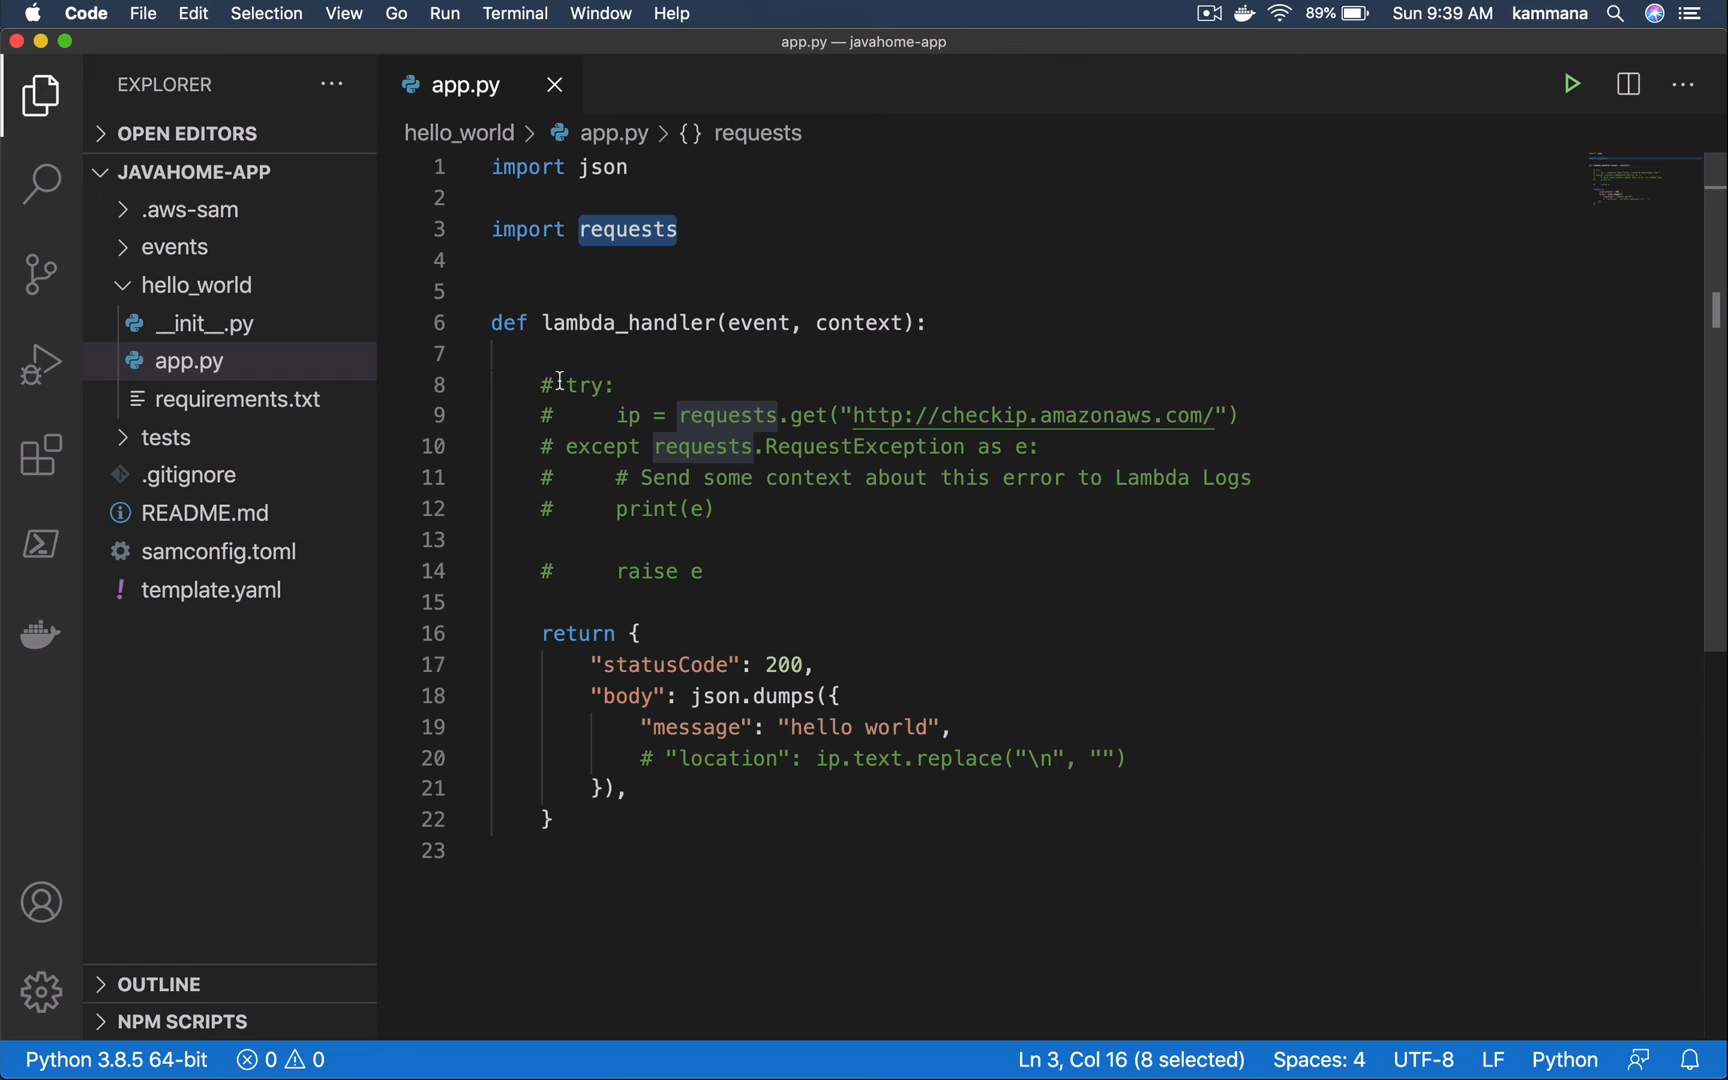 Code File Edit Selection View Go Run Terminal Window Help 89% Sun 9:39 AM kammana
app.py — javahome-app
EXPLORER
OPEN EDITORS
JAVAHOME-APP
.aws-sam
events
hello_world
__init__.py
app.py
requirements.txt
tests
.gitignore
README.md
samconfig.toml
template.yaml
OUTLINE
NPM SCRIPTS
app.py
hello_world > app.py > {} requests
1 import json
2
3 import requests
4
5
6 def lambda_handler(event, context):
7
8 # try:
9 #     ip = requests.get("http://checkip.amazonaws.com/")
10 # except requests.RequestException as e:
11 #     # Send some context about this error to Lambda Logs
12 #     print(e)
13
14 #     raise e
15
16 return {
17 "statusCode": 200,
18 "body": json.dumps({
19 "message": "hello world",
20 # "location": ip.text.replace("\n", "")
21 }),
22 }
23
Python 3.8.5 64-bit 0 0 Ln 3, Col 16 (8 selected) Spaces: 4 UTF-8 LF Python